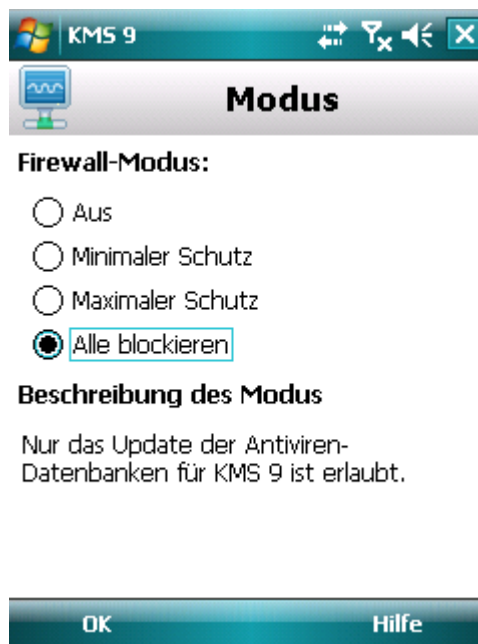 KMS 9
Modus
Firewall-Modus:
Aus
Minimaler Schutz
Maximaler Schutz
Alle blockieren
Beschreibung des Modus
Nur das Update der Antiviren-
Datenbanken für KMS 9 ist erlaubt.
OK
Hilfe